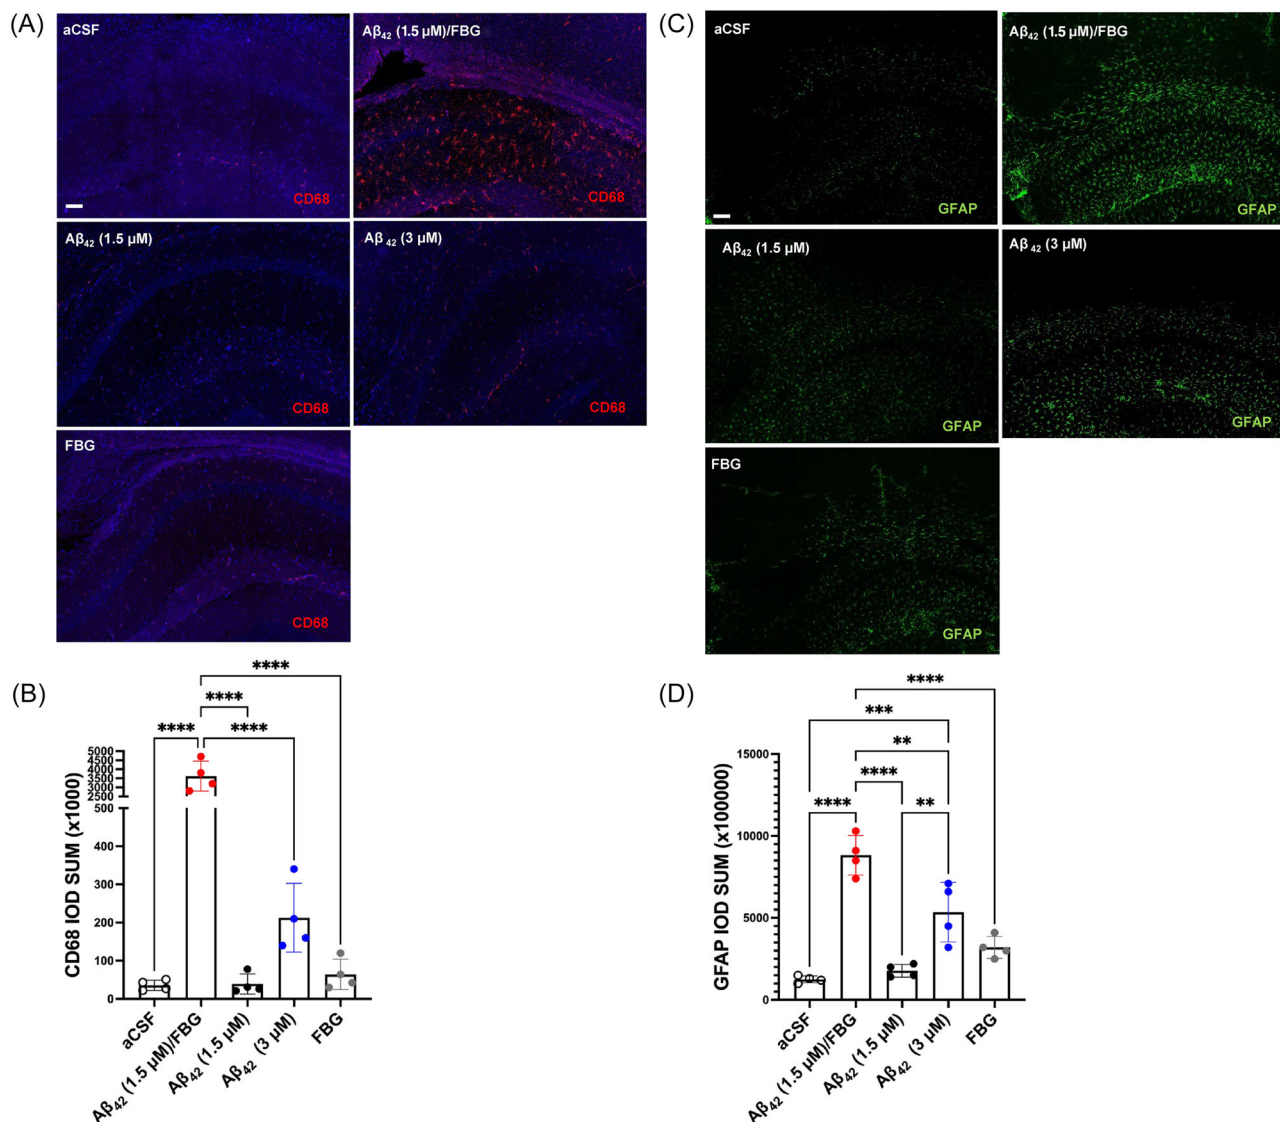 (A)
aCSF
CD68
Aβ₄₂ (1.5 µM)/FBG
CD68
Aβ₄₂ (1.5 µM)
CD68
Aβ₄₂ (3 µM)
CD68
FBG
CD68
(B)
****
****
**** ****
CD68 IOD SUM (x1000)
5000
4500
4000
3500
3000
2500
500
400
300
200
100
0
aCSF
Aβ₄₂ (1.5 µM)/FBG
Aβ₄₂ (1.5 µM)
Aβ₄₂ (3 µM)
FBG
(C)
aCSF
GFAP
Aβ₄₂ (1.5 µM)/FBG
GFAP
Aβ₄₂ (1.5 µM)
GFAP
Aβ₄₂ (3 µM)
GFAP
FBG
GFAP
(D)
****
***
**
****
**** **
GFAP IOD SUM (x100000)
15000
10000
5000
0
aCSF
Aβ₄₂ (1.5 µM)/FBG
Aβ₄₂ (1.5 µM)
Aβ₄₂ (3 µM)
FBG